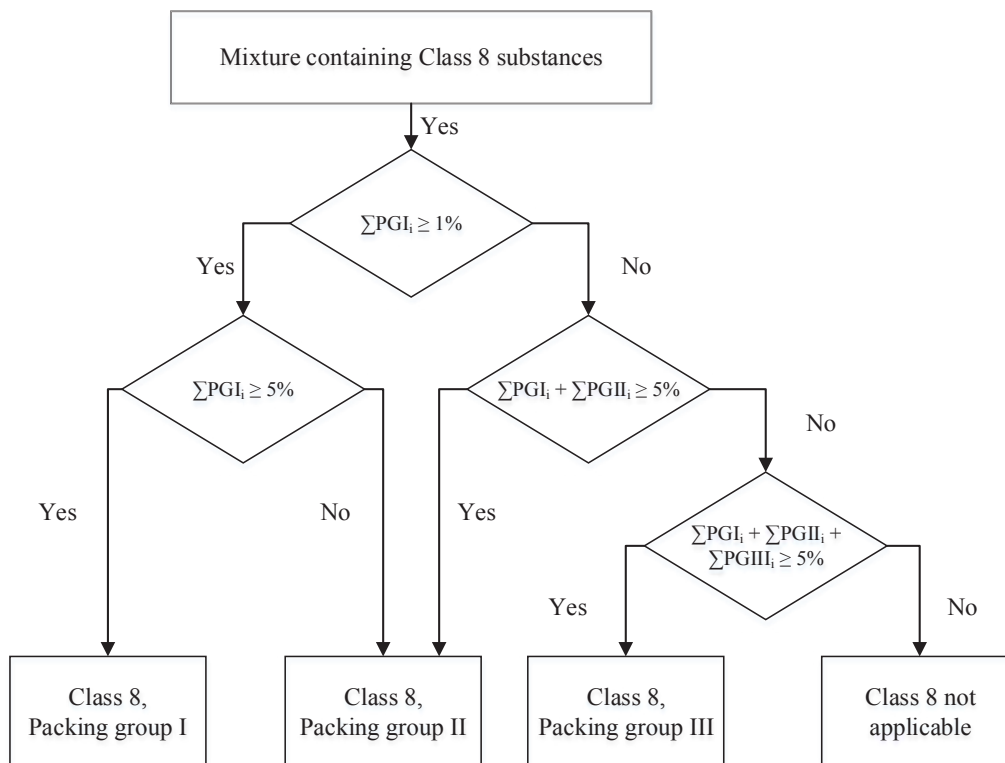 Mixture containing Class 8 substances
Yes
∑PGIᵢ ≥ 1%
Yes
No
∑PGIᵢ ≥ 5%
∑PGIᵢ + ∑PGIIᵢ ≥ 5%
No
Yes
No
Yes
∑PGIᵢ + ∑PGIIᵢ +
∑PGIIIᵢ ≥ 5%
Yes
No
Class 8,
Packing group I
Class 8,
Packing group II
Class 8,
Packing group III
Class 8 not
applicable